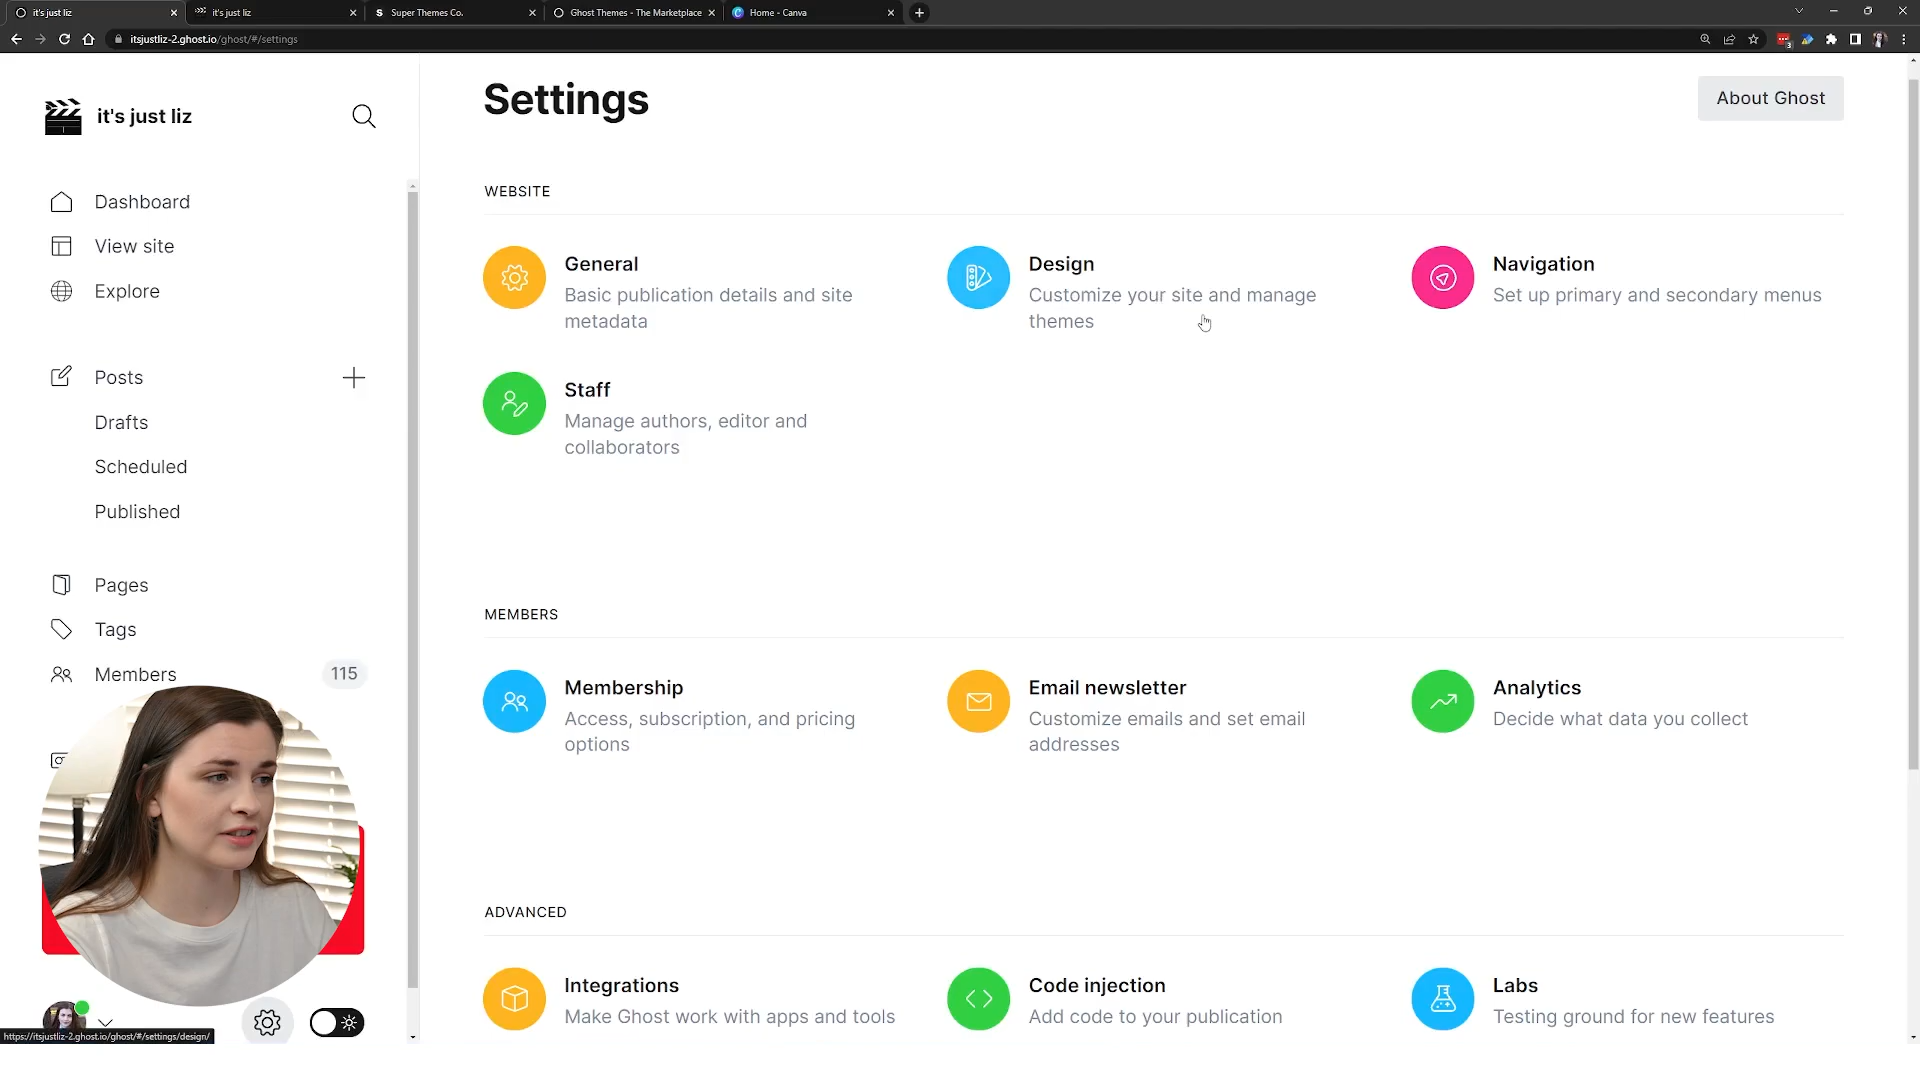 it's just liz
it's just liz
Super Themes Co.
Ghost Themes - The Marketplace
Home - Canva
itsjustliz-2.ghost.io/ghost/#/settings
it's just liz
Dashboard
View site
Explore
Posts
Drafts
Scheduled
Published
Pages
Tags
Members 115
Settings
About Ghost
WEBSITE
General
Basic publication details and site
metadata
Design
Customize your site and manage
themes
Navigation
Set up primary and secondary menus
Staff
Manage authors, editor and
collaborators
MEMBERS
Membership
Access, subscription, and pricing
options
Email newsletter
Customize emails and set email
addresses
Analytics
Decide what data you collect
ADVANCED
Integrations
Make Ghost work with apps and tools
Code injection
Add code to your publication
Labs
Testing ground for new features
https://itsjustliz-2.ghost.io/ghost/#/settings/design/